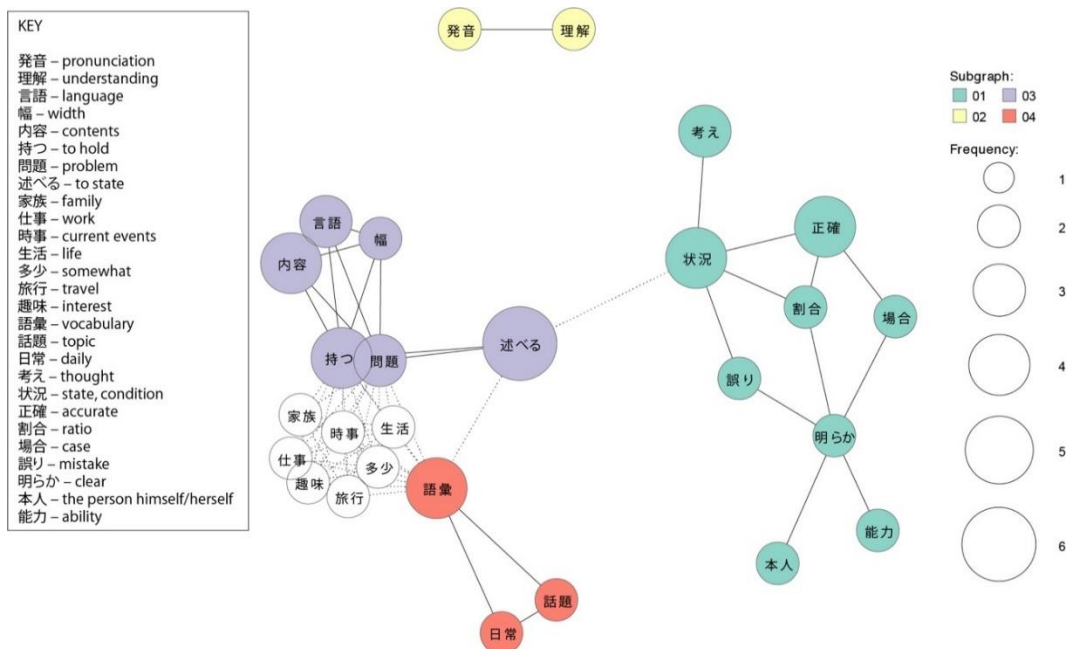 KEY
発音 – pronunciation
理解 – understanding
言語 – language
幅 – width
内容 – contents
持つ – to hold
問題 – problem
述べる – to state
家族 – family
仕事 – work
時事 – current events
生活 – life
多少 – somewhat
旅行 – travel
趣味 – interest
語彙 – vocabulary
話題 – topic
日常 – daily
考え – thought
状況 – state, condition
正確 – accurate
割合 – ratio
場合 – case
誤り – mistake
明らか – clear
本人 – the person himself/herself
能力 – ability
発音
理解
考え
言語
幅
内容
正確
状況
割合
場合
述べる
持つ
問題
誤り
家族
時事
生活
明らか
仕事
多少
趣味
旅行
語彙
能力
本人
話題
日常
Subgraph:
01 03
02 04
Frequency:
1
2
3
4
5
6